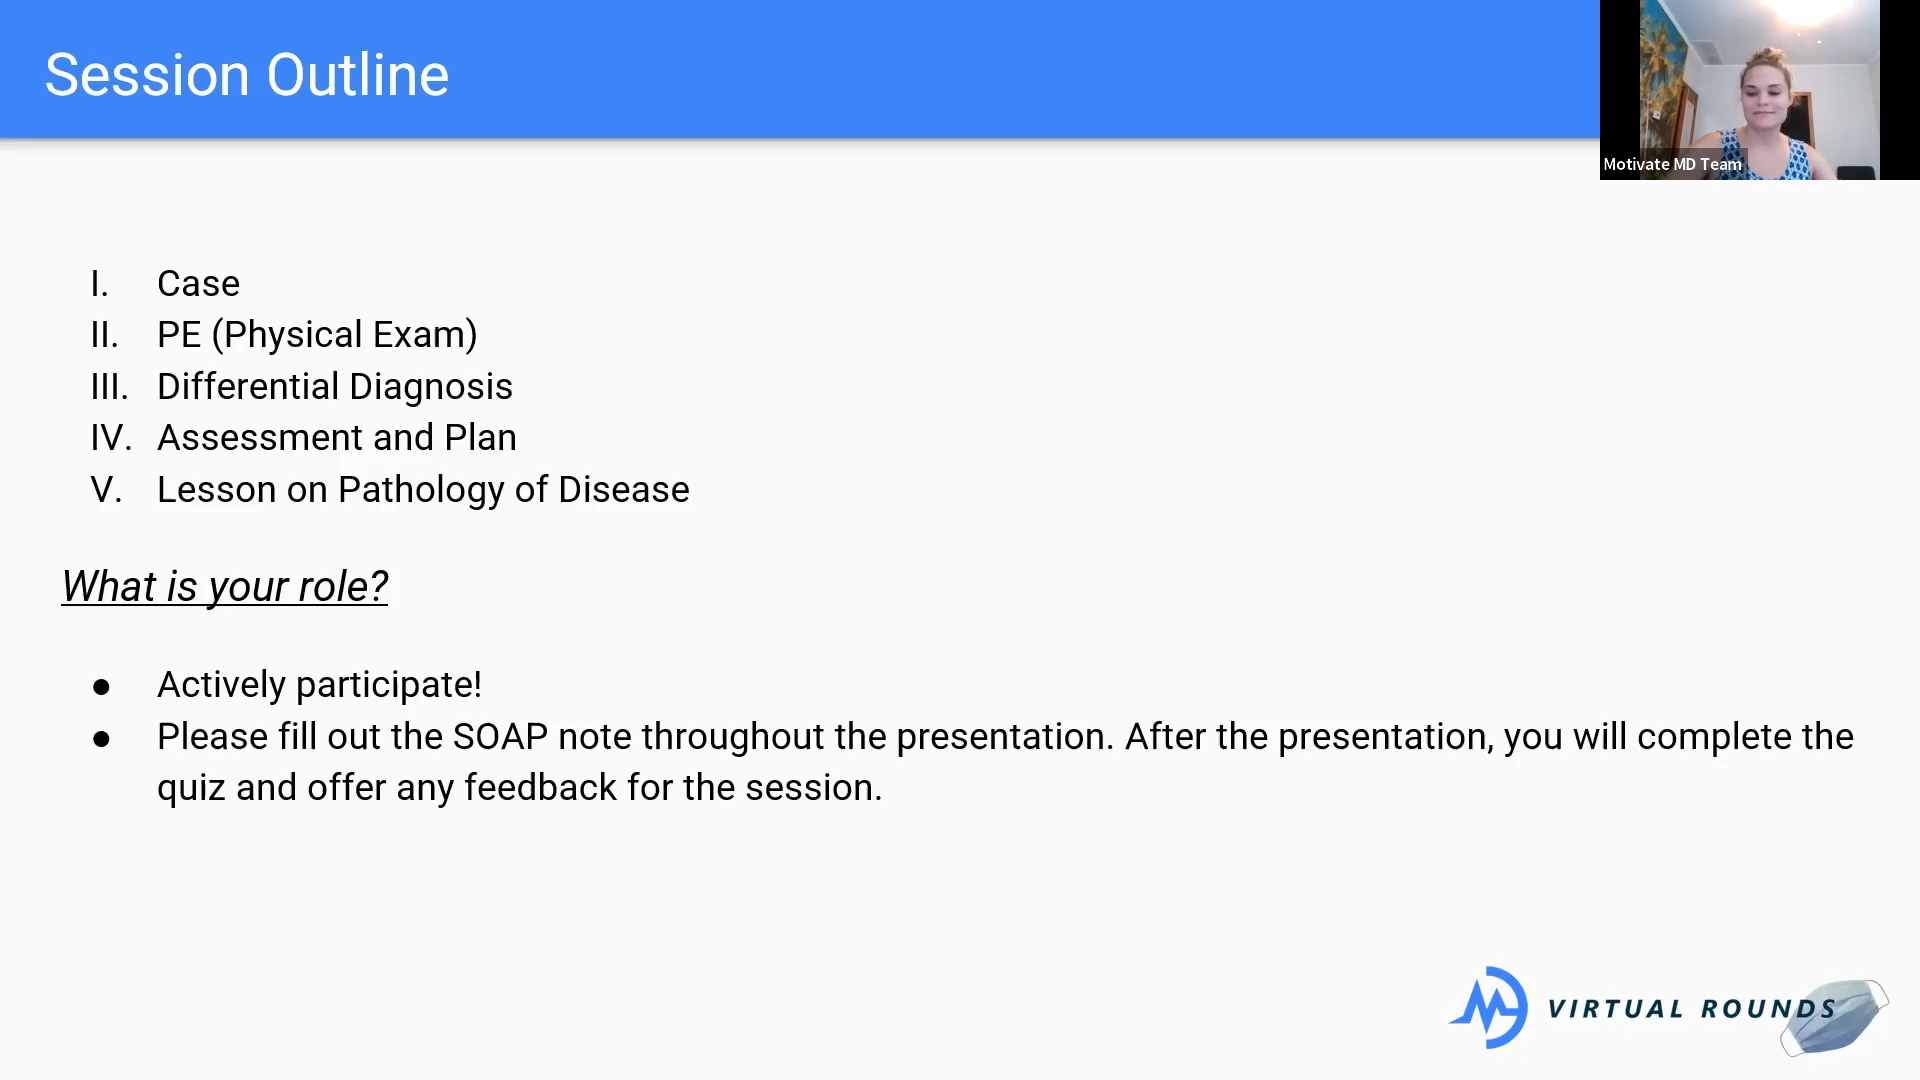 Session Outline
Motivate MD Team
I. Case
II. PE (Physical Exam)
III. Differential Diagnosis
IV. Assessment and Plan
V. Lesson on Pathology of Disease
What is your role?
● Actively participate!
● Please fill out the SOAP note throughout the presentation. After the presentation, you will complete the
quiz and offer any feedback for the session.
VIRTUAL ROUNDS